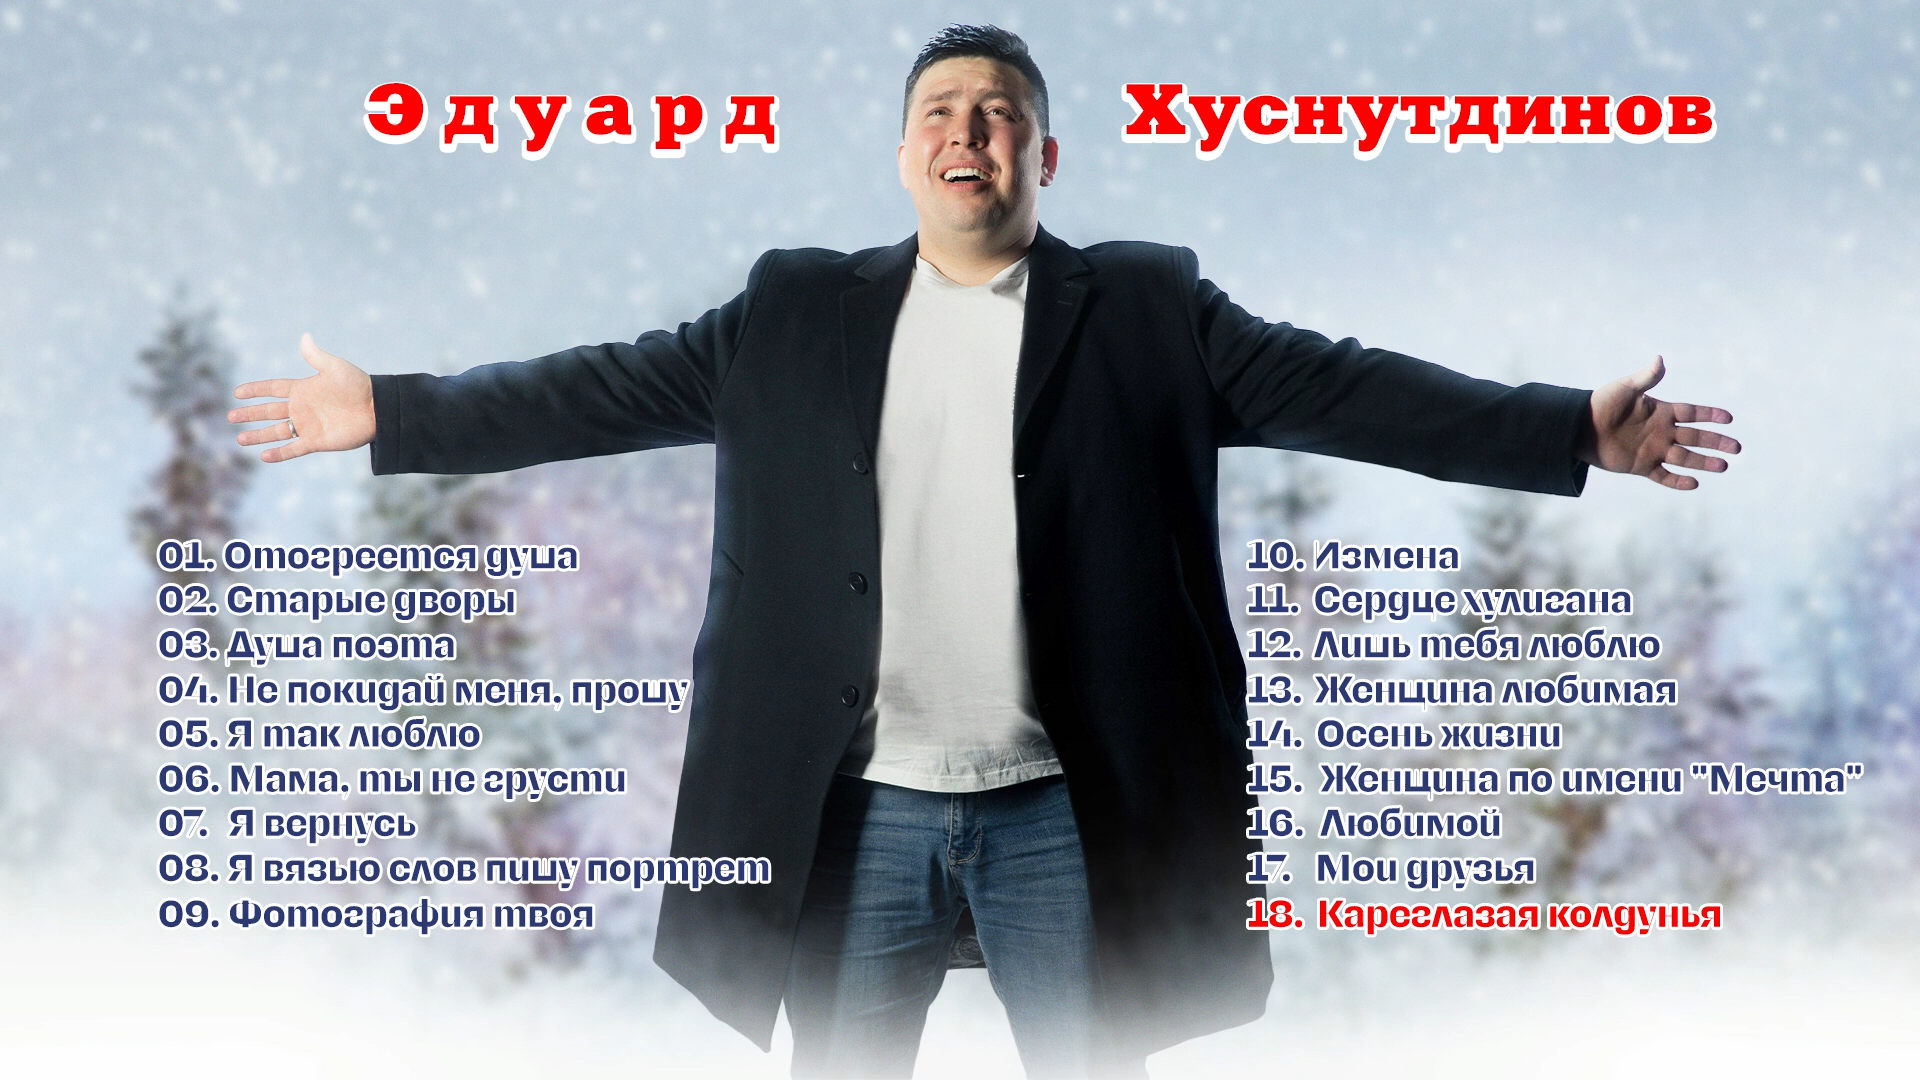 Эдуард Хуснутдинов
01. Отогреется душа
02. Старые дворы
03. Душа поэта
04. Не покидай меня, прошу
05. Я так люблю
06. Мама, ты не грусти
07. Я вернусь
08. Я вязью слов пишу портрет
09. Фотография твоя
10. Измена
11. Сердце хулигана
12. Лишь тебя люблю
13. Женщина любимая
14. Осень жизни
15. Женщина по имени "Мечта"
16. Любимой
17. Мои друзья
18. Кареглазая колдунья